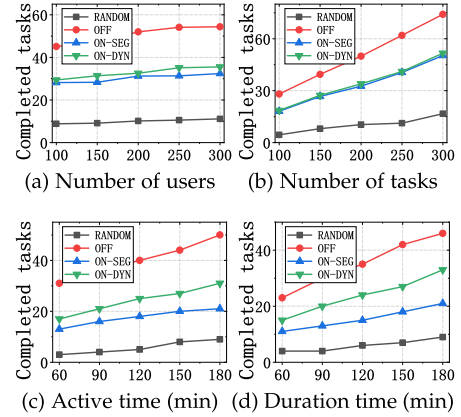 Completed tasks
60
40
20
0
RANDOM
OFF
ON-SEG
ON-DYN
100 150 200 250 300
(a) Number of users
Completed tasks
60
30
0
RANDOM
OFF
ON-SEG
ON-DYN
100 150 200 250 300
(b) Number of tasks
Completed tasks
40
20
0
RANDOM
OFF
ON-SEG
ON-DYN
60 90 120 150 180
(c) Active time (min)
Completed tasks
40
20
0
RANDOM
OFF
ON-SEG
ON-DYN
60 90 120 150 180
(d) Duration time (min)